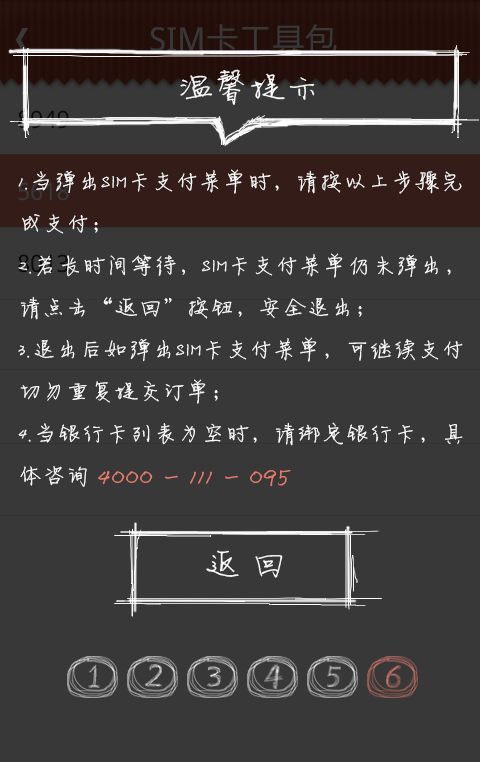 SIM卡工具包
温馨提示
8949
1.当弹出SIM卡支付菜单时，请按以上步骤完
5618
成支付；
2.若长时间等待，SIM卡支付菜单仍未弹出，
请点击“返回”按钮，安全退出；
3.退出后如弹出SIM卡支付菜单，可继续支付
切勿重复提交订单；
4.当银行卡列表为空时，请绑定银行卡，具
体咨询 4000 - 111 - 095
返回
1 2 3 4 5 6